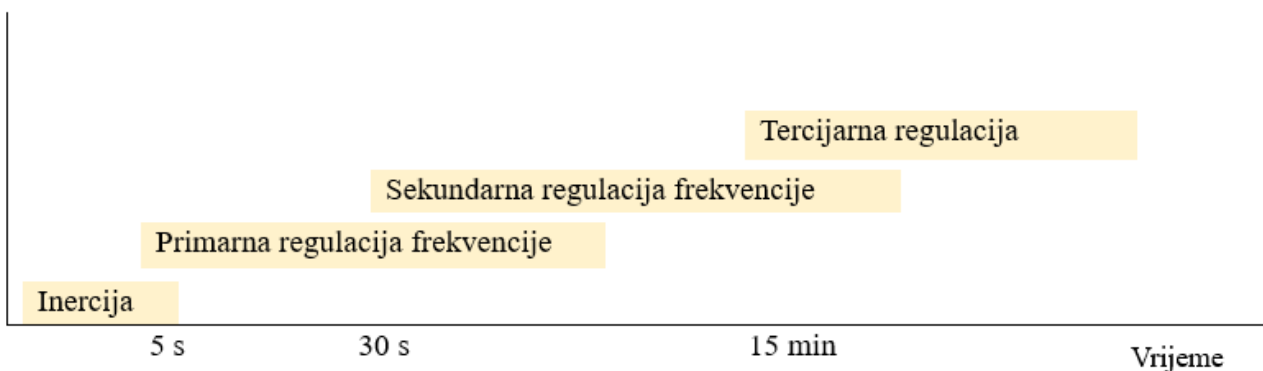 Tercijarna regulacija
Sekundarna regulacija frekvencije
Primarna regulacija frekvencije
Inercija
5 s 30 s 15 min Vrijeme